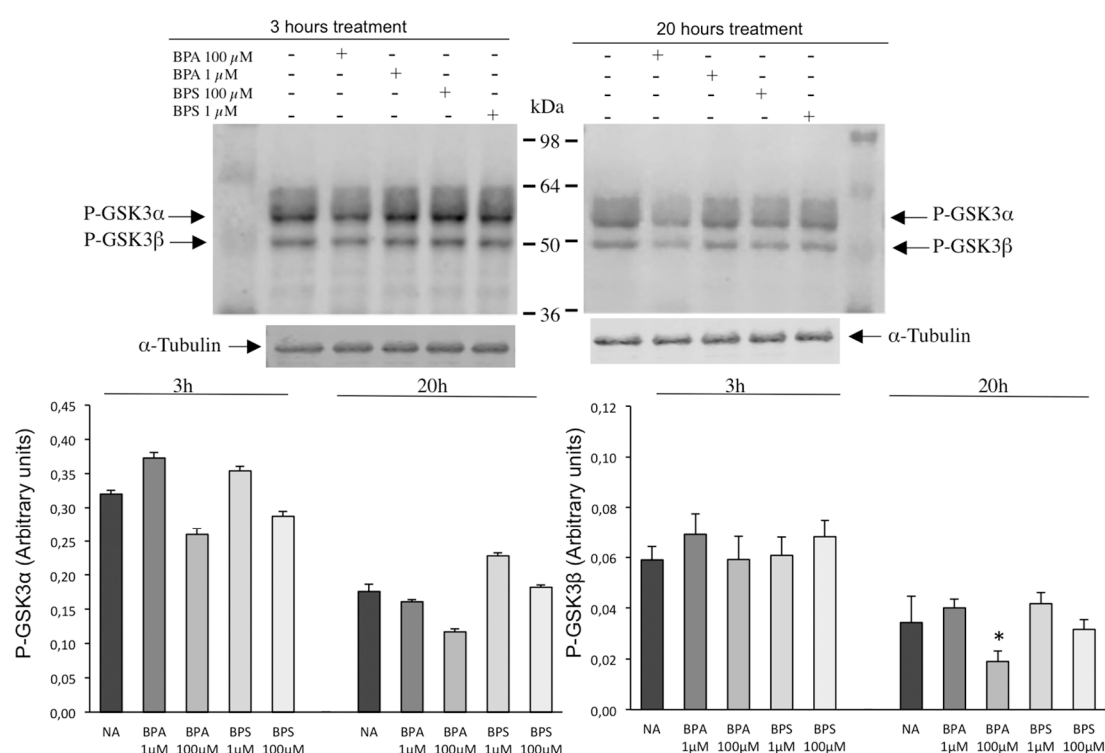 3 hours treatment
20 hours treatment
BPA 100 µM - + - - - - + - - -
BPA 1 µM - - + - - - - + - -
BPS 100 µM - - - + - - - - + -
BPS 1 µM - - - - + - - - - +
kDa
98
64
50
36
P-GSK3α
P-GSK3β
P-GSK3α
P-GSK3β
α-Tubulin
α-Tubulin
3h 20h
P-GSK3α (Arbitrary units)
0,45
0,40
0,35
0,30
0,25
0,20
0,15
0,10
0,05
0,00
NA BPA BPA BPS BPS NA BPA BPA BPS BPS
1µM 100µM 1µM 100µM 1µM 100µM 1µM 100µM
3h 20h
P-GSK3β (Arbitrary units)
0,12
0,10
0,08
0,06
0,04
0,02
0,00
*
NA BPA BPA BPS BPS NA BPA BPA BPS BPS
1µM 100µM 1µM 100µM 1µM 100µM 1µM 100µM